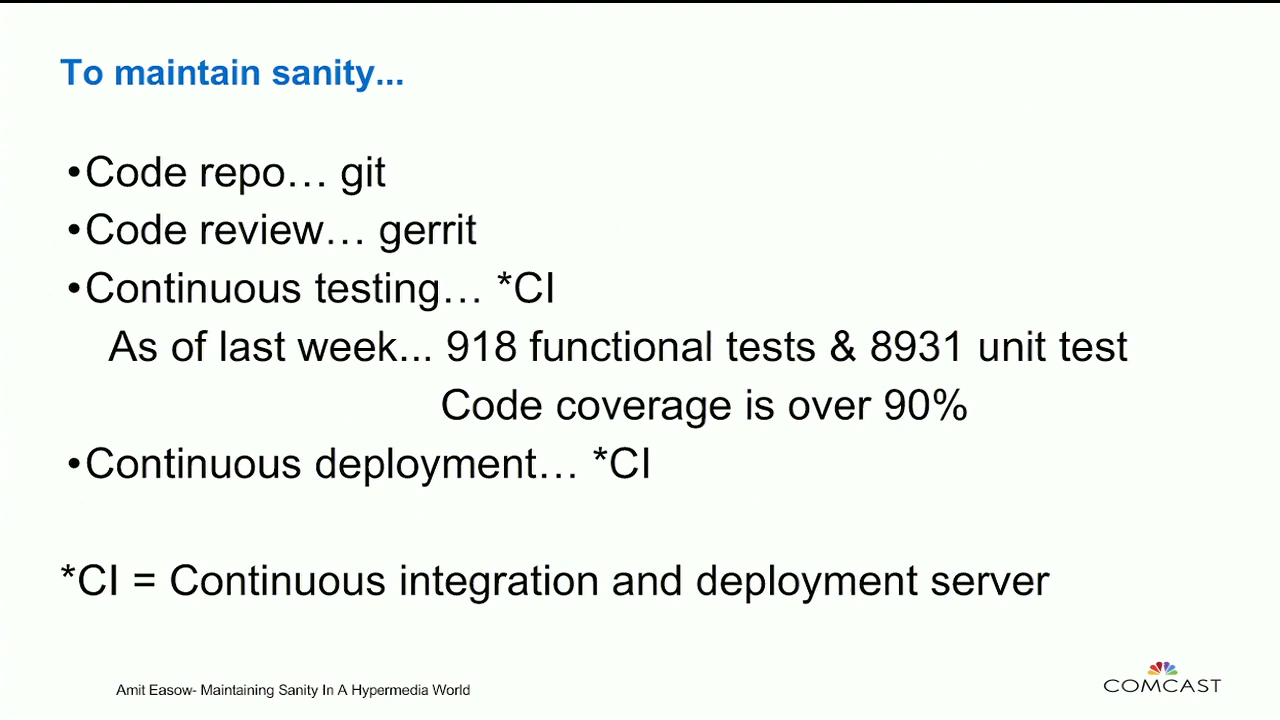 To maintain sanity...
•Code repo… git
•Code review… gerrit
•Continuous testing… *CI
As of last week... 918 functional tests & 8931 unit test
Code coverage is over 90%
•Continuous deployment… *CI
*CI = Continuous integration and deployment server
Amit Easow- Maintaining Sanity In A Hypermedia World
COMCAST